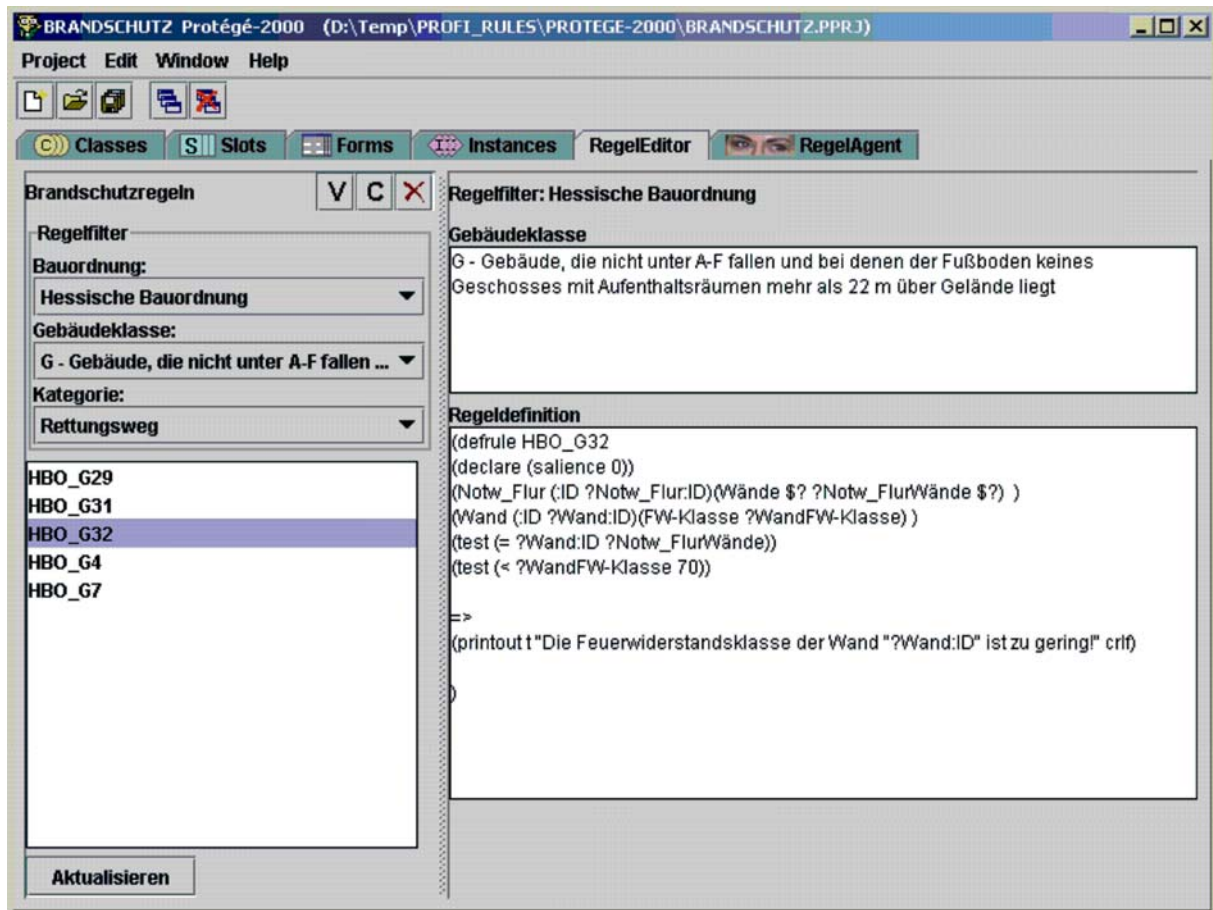 BRANDSCHUTZ Protégé-2000 (D:\Temp\PROFI_RULES\PROTEGE-2000\BRANDSCHUTZ.PPRJ)
Project Edit Window Help
Classes Slots Forms Instances RegelEditor RegelAgent
Brandschutzregeln V C
Regelfilter
Bauordnung:
Hessische Bauordnung
Gebäudeklasse:
G - Gebäude, die nicht unter A-F fallen ...
Kategorie:
Rettungsweg
HBO_G29
HBO_G31
HBO_G32
HBO_G4
HBO_G7
Aktualisieren
Regelfilter: Hessische Bauordnung
Gebäudeklasse
G - Gebäude, die nicht unter A-F fallen und bei denen der Fußboden keines
Geschosses mit Aufenthaltsräumen mehr als 22 m über Gelände liegt
Regeldefinition
(defrule HBO_G32
(declare (salience 0))
(Notw_Flur (:ID ?Notw_Flur:ID)(Wände $? ?Notw_FlurWände $?) )
(Wand (:ID ?Wand:ID)(FW-Klasse ?WandFW-Klasse) )
(test (= ?Wand:ID ?Notw_FlurWände))
(test (< ?WandFW-Klasse 70))
=>
(printout t "Die Feuerwiderstandsklasse der Wand "?Wand:ID" ist zu gering!" crlf)
)